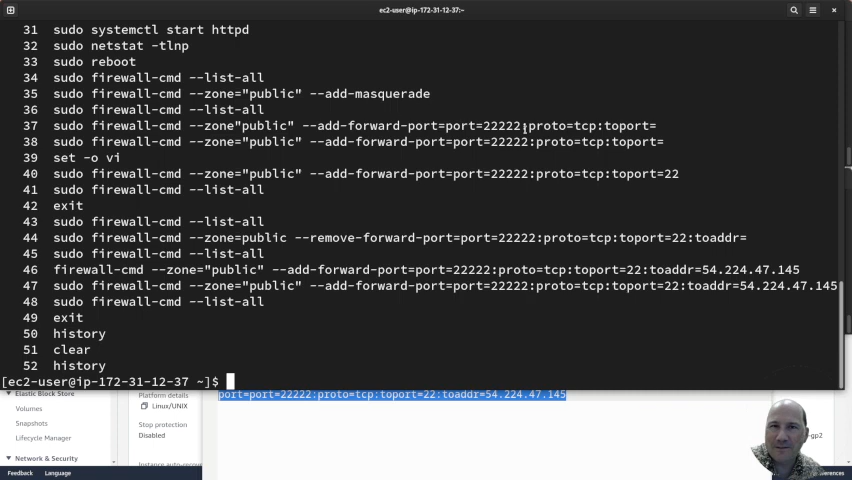 ec2-user@ip-172-31-12-37:~
31 sudo systemctl start httpd
32 sudo netstat -tlnp
33 sudo reboot
34 sudo firewall-cmd --list-all
35 sudo firewall-cmd --zone="public" --add-masquerade
36 sudo firewall-cmd --list-all
37 sudo firewall-cmd --zone"public" --add-forward-port=port=22222:proto=tcp:toport=
38 sudo firewall-cmd --zone="public" --add-forward-port=port=22222:proto=tcp:toport=
39 set -o vi
40 sudo firewall-cmd --zone="public" --add-forward-port=port=22222:proto=tcp:toport=22
41 sudo firewall-cmd --list-all
42 exit
43 sudo firewall-cmd --list-all
44 sudo firewall-cmd --zone=public --remove-forward-port=port=22222:proto=tcp:toport=22:toaddr=
45 sudo firewall-cmd --list-all
46 firewall-cmd --zone="public" --add-forward-port=port=22222:proto=tcp:toport=22:toaddr=54.224.47.145
47 sudo firewall-cmd --zone="public" --add-forward-port=port=22222:proto=tcp:toport=22:toaddr=54.224.47.145
48 sudo firewall-cmd --list-all
49 exit
50 history
51 clear
52 history
[ec2-user@ip-172-31-12-37 ~]$
Elastic Block Store
Volumes
Snapshots
Lifecycle Manager
Network & Security
Feedback Language
Platform details
Linux/UNIX
Stop protection
Disabled
port=port=22222:proto=tcp:toport=22:toaddr=54.224.47.145
-gp2